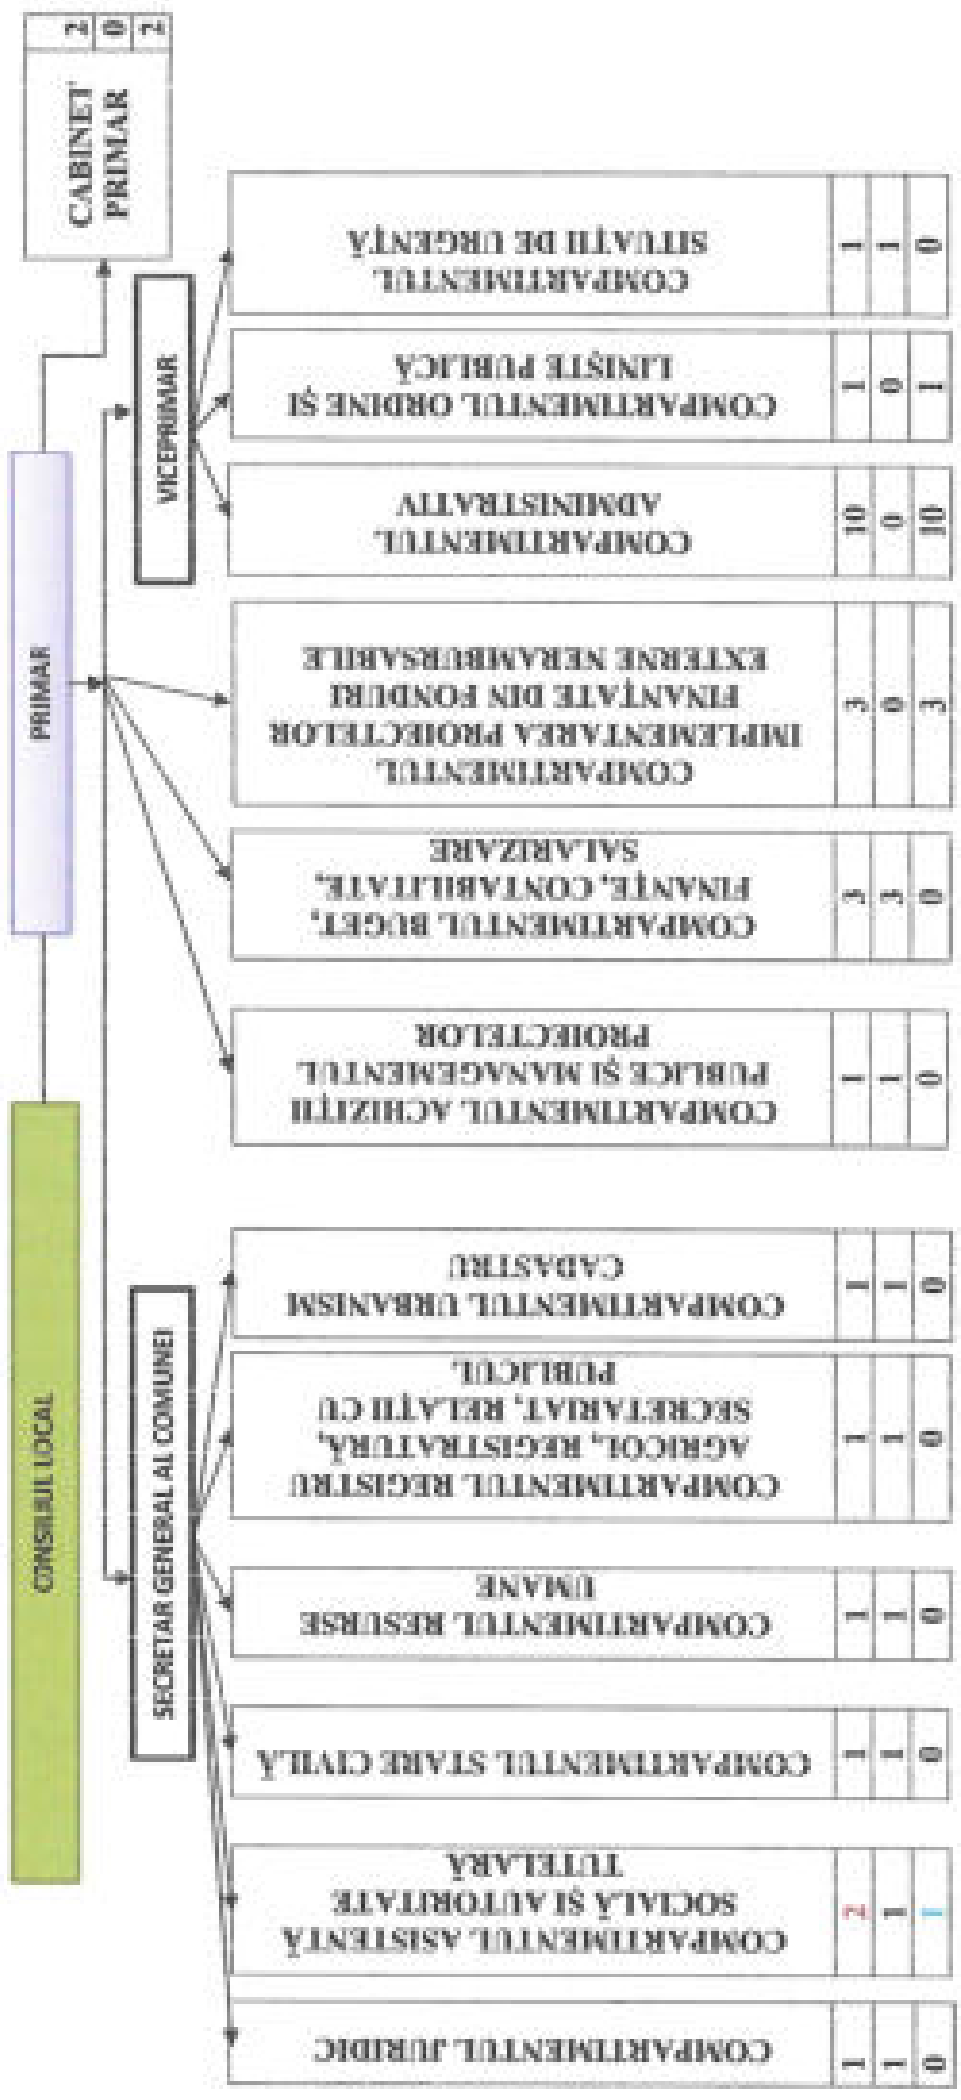 CONSILIUL LOCAL
PRIMAR
CABINET
PRIMAR
2
0
2
SECRETAR GENERAL AL COMUNEI
VICEPRIMAR
COMPARTIMENTUL JURIDIC
1
1
0
COMPARTIMENTUL ASISTENTĂ
SOCIALĂ ȘI AUTORITATE
TUTELARĂ
2
1
1
COMPARTIMENTUL STARE CIVILĂ
1
1
0
COMPARTIMENTUL RESURSE
UMANE
1
1
0
COMPARTIMENTUL REGISTRU
AGRICOL, REGISTRATURĂ,
SECRETARIAT, RELAȚII CU
PUBLICUL
1
1
0
COMPARTIMENTUL URBANISM
CADASTRU
1
1
0
COMPARTIMENTUL ACHIZIȚII
PUBLICE ȘI MANAGEMENTUL
PROIECTELOR
1
1
0
COMPARTIMENTUL BUGET,
FINANȚE, CONTABILITATE,
SALARIZARE
3
3
0
COMPARTIMENTUL
IMPLEMENTAREA PROIECTELOR
FINANȚATE DIN FONDURI
EXTERNE NERAMBURSABILE
3
0
3
COMPARTIMENTUL
ADMINISTRATIV
10
0
10
COMPARTIMENTUL ORDINE ȘI
LINIȘTE PUBLICĂ
1
0
1
COMPARTIMENTUL
SITUAȚII DE URGENȚĂ
1
1
0